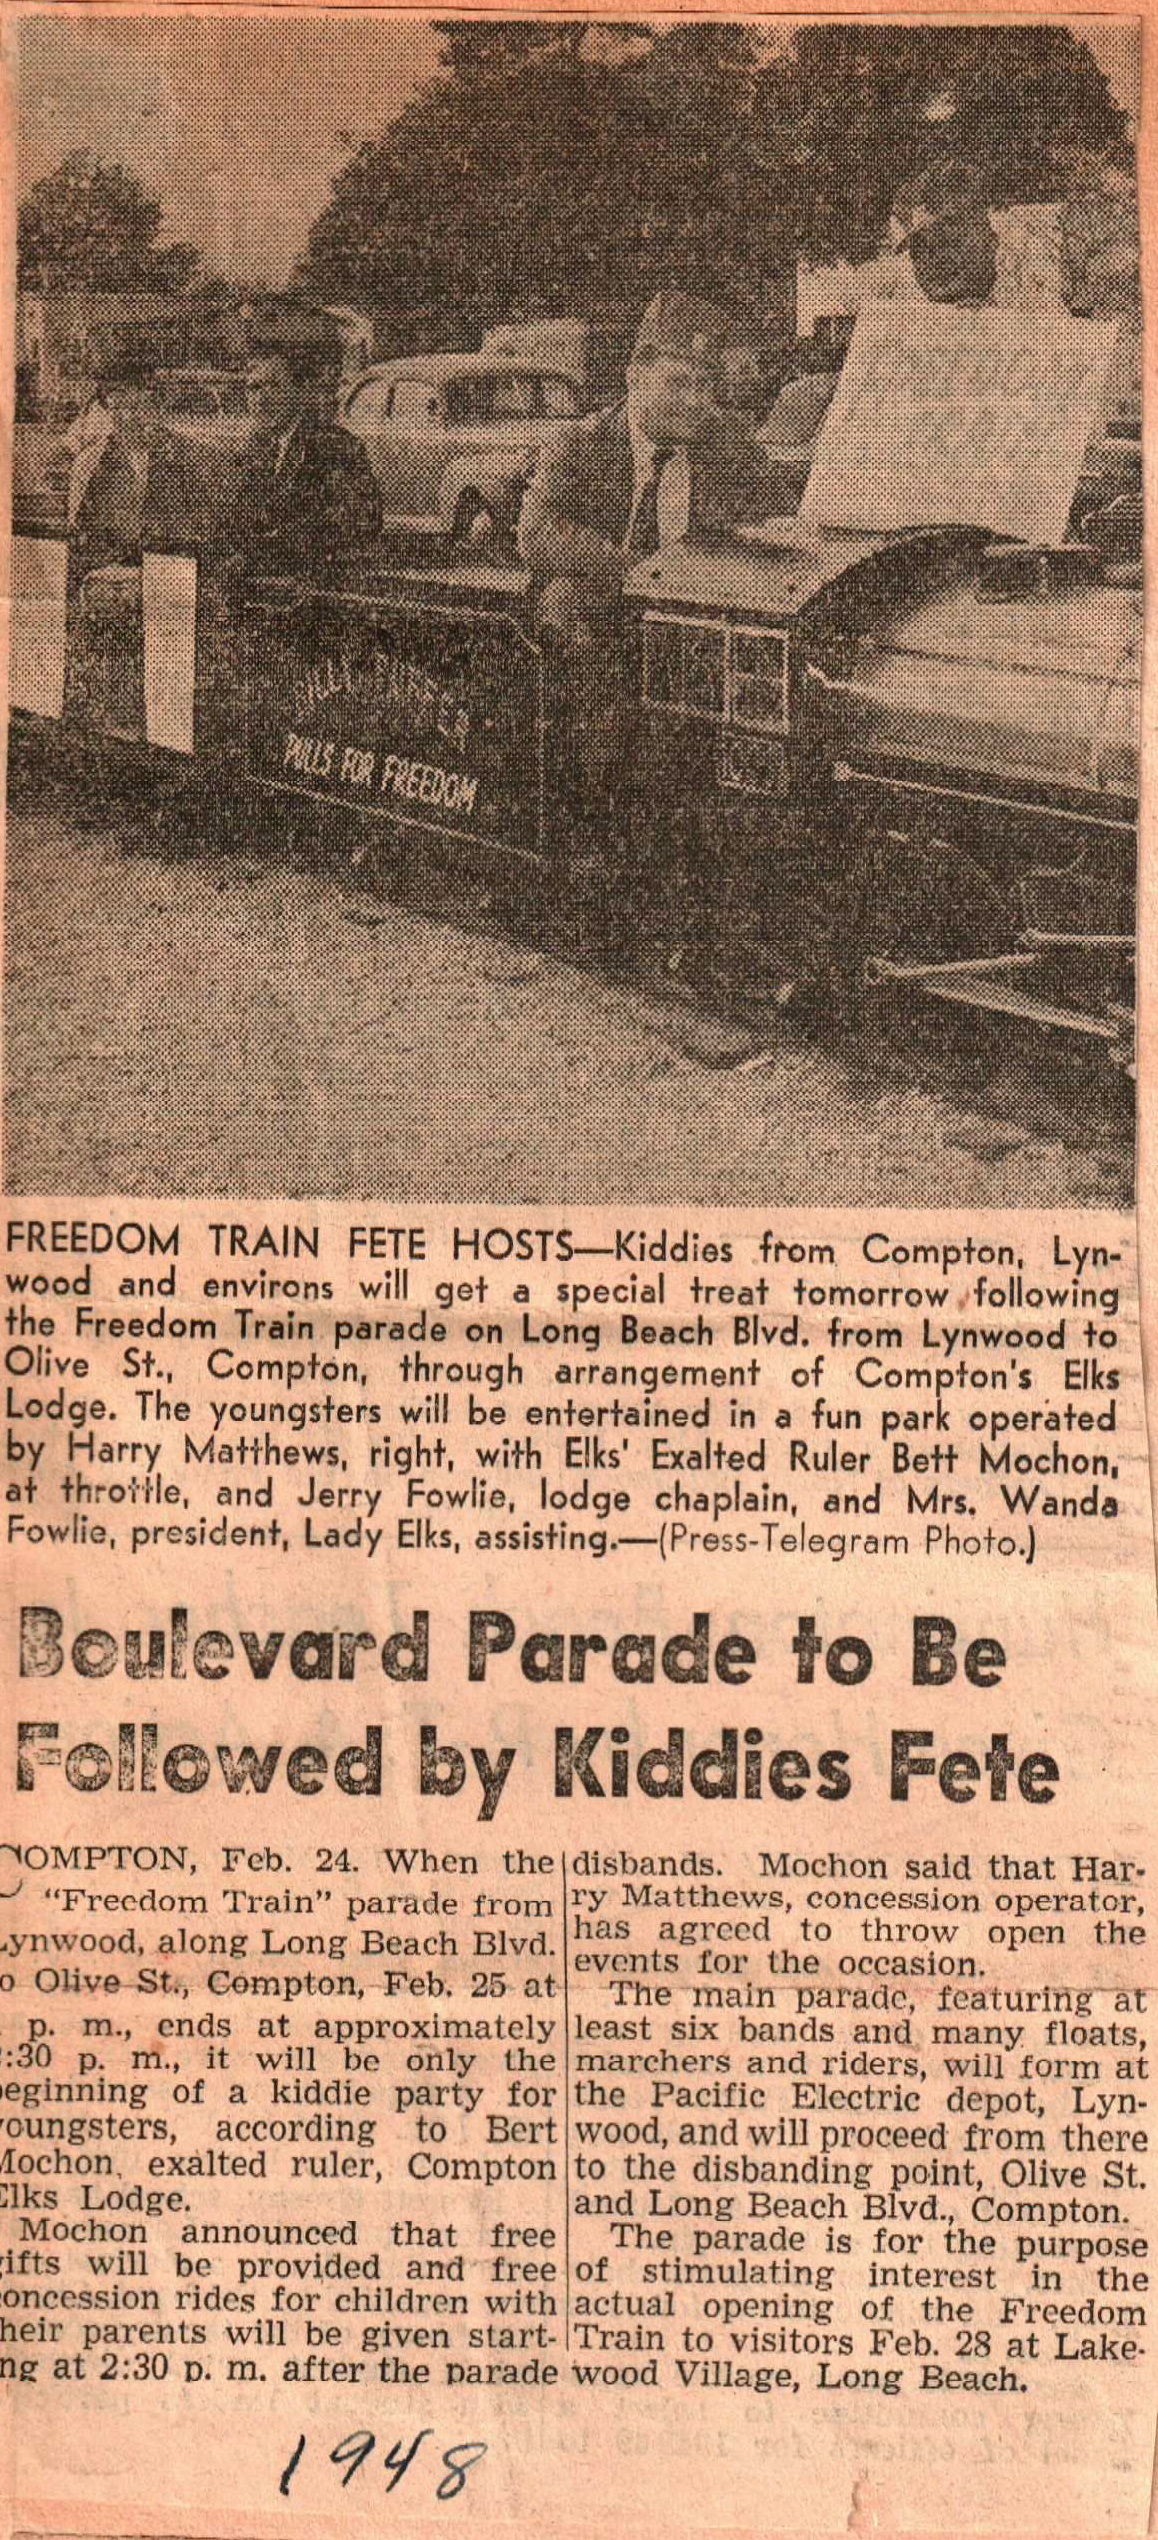 PULLS FOR FREEDOM
FREEDOM TRAIN FETE HOSTS—Kiddies from Compton, Lyn-
wood and environs will get a special treat tomorrow following
the Freedom Train parade on Long Beach Blvd. from Lynwood to
Olive St., Compton, through arrangement of Compton's Elks
Lodge. The youngsters will be entertained in a fun park operated
by Harry Matthews, right, with Elks' Exalted Ruler Bett Mochon,
at throttle, and Jerry Fowlie, lodge chaplain, and Mrs. Wanda
Fowlie, president, Lady Elks, assisting.—(Press-Telegram Photo.)
Boulevard Parade to Be
Followed by Kiddies Fete
COMPTON, Feb. 24. When the
"Freedom Train" parade from
Lynwood, along Long Beach Blvd.
o Olive St., Compton, Feb. 25 at
p. m., ends at approximately
:30 p. m., it will be only the
eginning of a kiddie party for
oungsters, according to Bert
Mochon, exalted ruler, Compton
Elks Lodge.
Mochon announced that free
ifts will be provided and free
oncession rides for children with
heir parents will be given start-
ng at 2:30 p. m. after the parade
disbands. Mochon said that Har-
ry Matthews, concession operator,
has agreed to throw open the
events for the occasion.
The main parade, featuring at
least six bands and many floats,
marchers and riders, will form at
the Pacific Electric depot, Lyn-
wood, and will proceed from there
to the disbanding point, Olive St.
and Long Beach Blvd., Compton.
The parade is for the purpose
of stimulating interest in the
actual opening of the Freedom
Train to visitors Feb. 28 at Lake-
wood Village, Long Beach.
1948